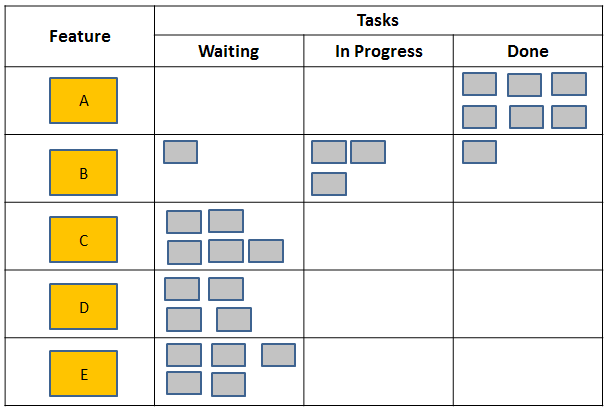 Feature
Tasks
Waiting
In Progress
Done
A
B
C
D
E